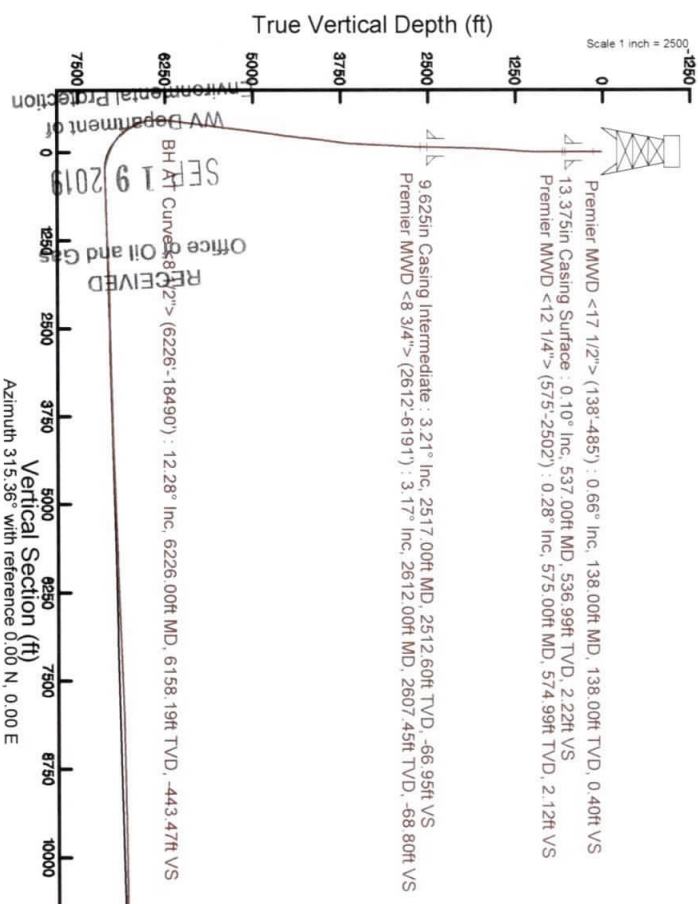 True Vertical Depth (ft)
Scale 1 inch = 2500
-1250
0
1250
2500
3750
5000
6250
7500
Premier MWD <17 1/2"> (138'-485') : 0.66° Inc, 138.00ft MD, 138.00ft TVD, 0.40ft VS
13.375in Casing Surface : 0.10° Inc, 537.00ft MD, 536.99ft TVD, 2.22ft VS
Premier MWD <12 1/4"> (575'-2502') : 0.28° Inc, 575.00ft MD, 574.99ft TVD, 2.12ft VS
9.625in Casing Intermediate : 3.21° Inc, 2517.00ft MD, 2512.60ft TVD, -66.95ft VS
Premier MWD <8 3/4"> (2612'-6191') : 3.17° Inc, 2612.00ft MD, 2607.45ft TVD, -68.80ft VS
BH AT Curve <8 1/2"> (6226'-18490') : 12.28° Inc, 6226.00ft MD, 6158.19ft TVD, -443.47ft VS
0
1250
2500
3750
5000
6250
7500
8750
10000
Vertical Section (ft)
Azimuth 315.36° with reference 0.00 N, 0.00 E
RECEIVED
Office of Oil and Gas
SEP 19 2019
WV Department of
Environmental Protection